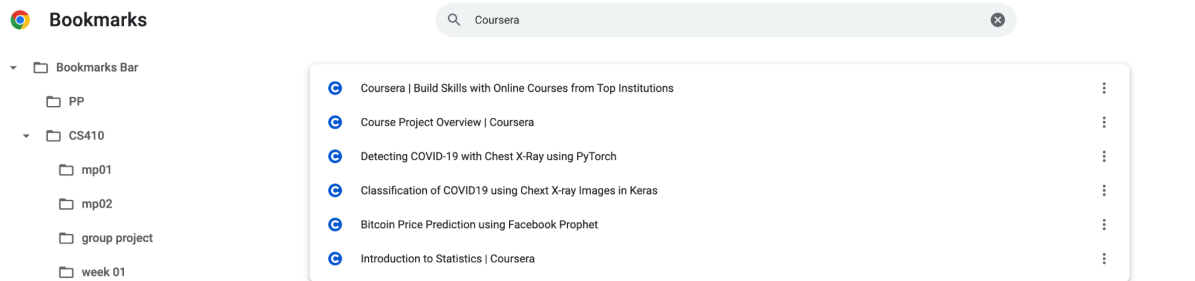 Bookmarks
Coursera
Bookmarks Bar
PP
CS410
mp01
mp02
group project
week 01
Coursera | Build Skills with Online Courses from Top Institutions
Course Project Overview | Coursera
Detecting COVID-19 with Chest X-Ray using PyTorch
Classification of COVID19 using Chext X-ray Images in Keras
Bitcoin Price Prediction using Facebook Prophet
Introduction to Statistics | Coursera